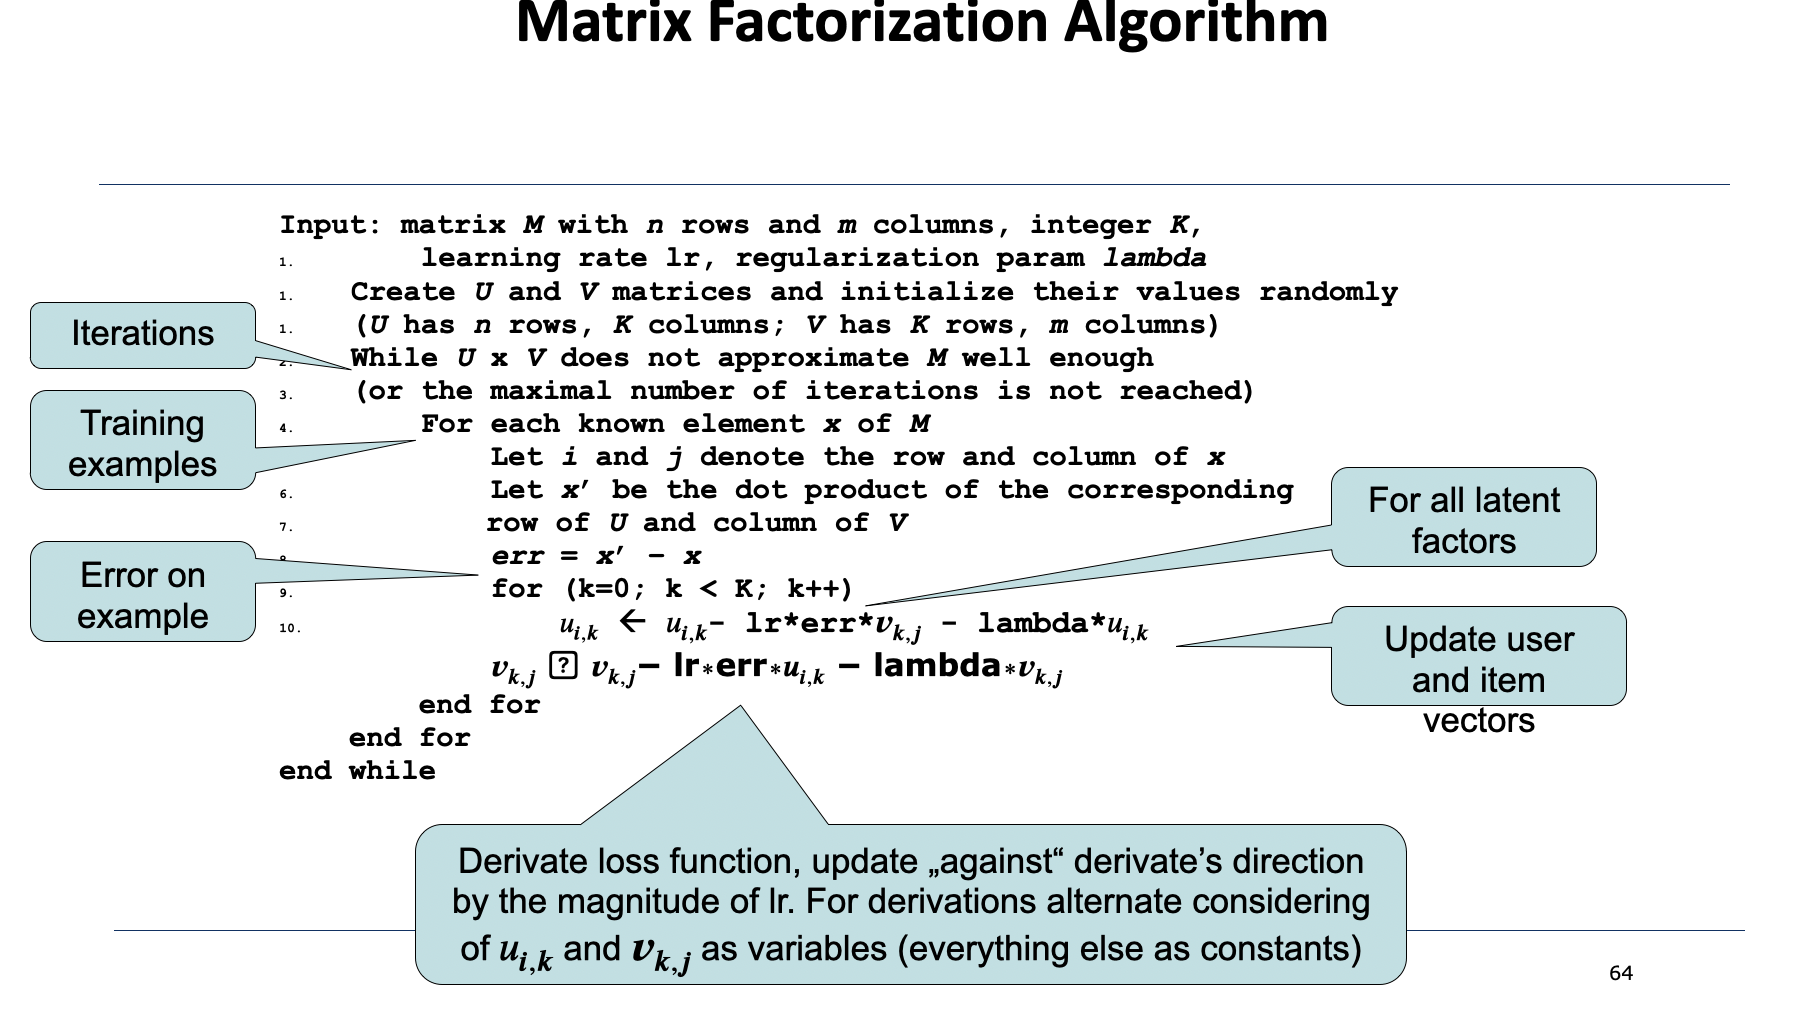 Matrix Factorization Algorithm
Input: matrix M with n rows and m columns, integer K,
1. learning rate lr, regularization param lambda
1. Create U and V matrices and initialize their values randomly
1. (U has n rows, K columns; V has K rows, m columns)
2. While U x V does not approximate M well enough
3. (or the maximal number of iterations is not reached)
4. For each known element x of M
Let i and j denote the row and column of x
6. Let x′ be the dot product of the corresponding
7. row of U and column of V
err = x′ - x
9. for (k=0; k < K; k++)
10. u_{i,k} ← u_{i,k}- lr*err*v_{k,j} - lambda*u_{i,k}
v_{k,j} ? v_{k,j}– lr*err*u_{i,k} – lambda*v_{k,j}
end for
end for
end while
Iterations
Training
examples
Error on
example
For all latent
factors
Update user
and item
vectors
Derivate loss function, update „against“ derivate’s direction
by the magnitude of lr. For derivations alternate considering
of u_{i,k} and v_{k,j} as variables (everything else as constants)
64